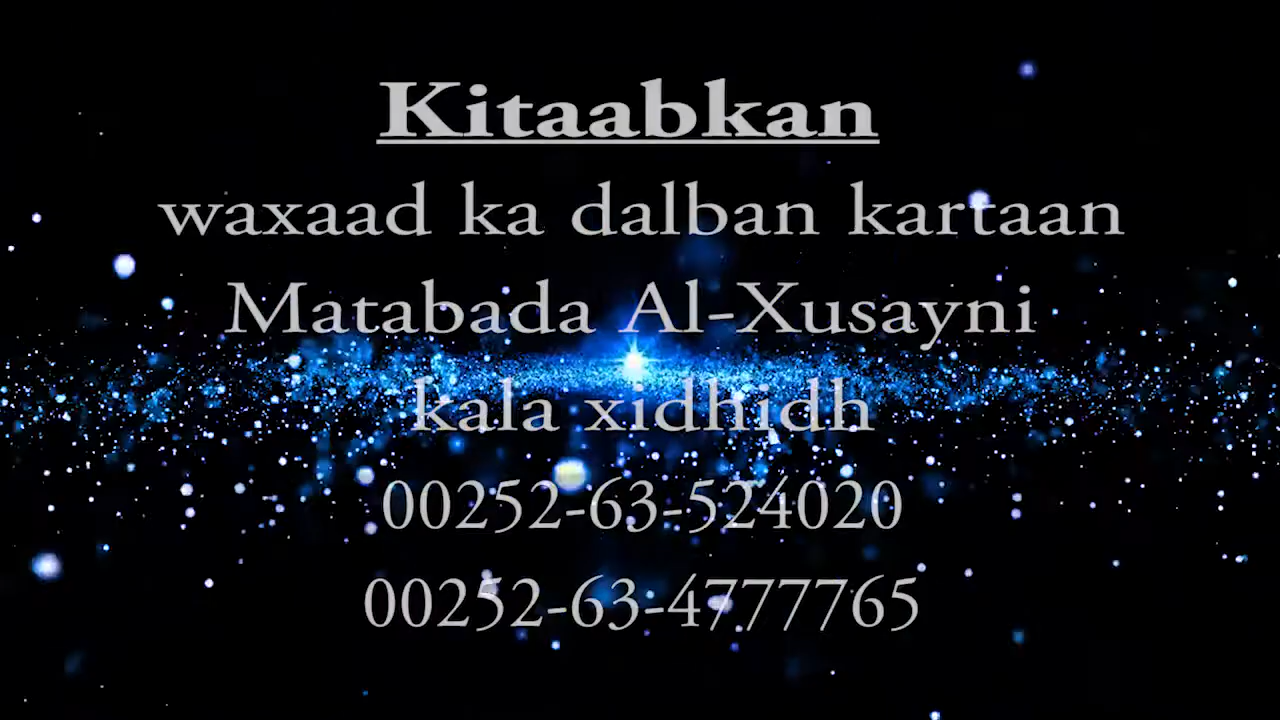 Kitaabkan
waxaad ka dalban kartaan
Matabada Al-Xusayni
kala xidhidh
00252-63-524020
00252-63-4777765